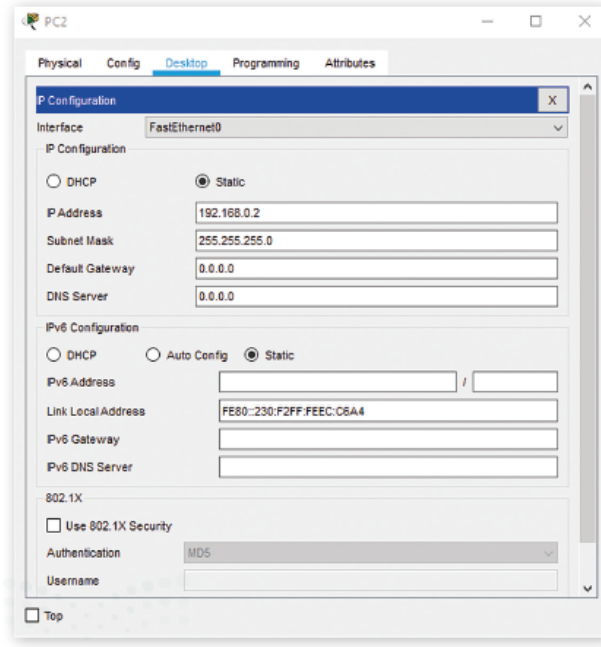 PC2
Physical Config Desktop Programming Attributes
IP Configuration X
Interface FastEthernet0
IP Configuration
DHCP Static
IP Address 192.168.0.2
Subnet Mask 255.255.255.0
Default Gateway 0.0.0.0
DNS Server 0.0.0.0
IPv6 Configuration
DHCP Auto Config Static
IPv6 Address /
Link Local Address FE80::230:F2FF:FEEC:C6A4
IPv6 Gateway
IPv6 DNS Server
802.1X
Use 802.1X Security
Authentication MD5
Username
Top